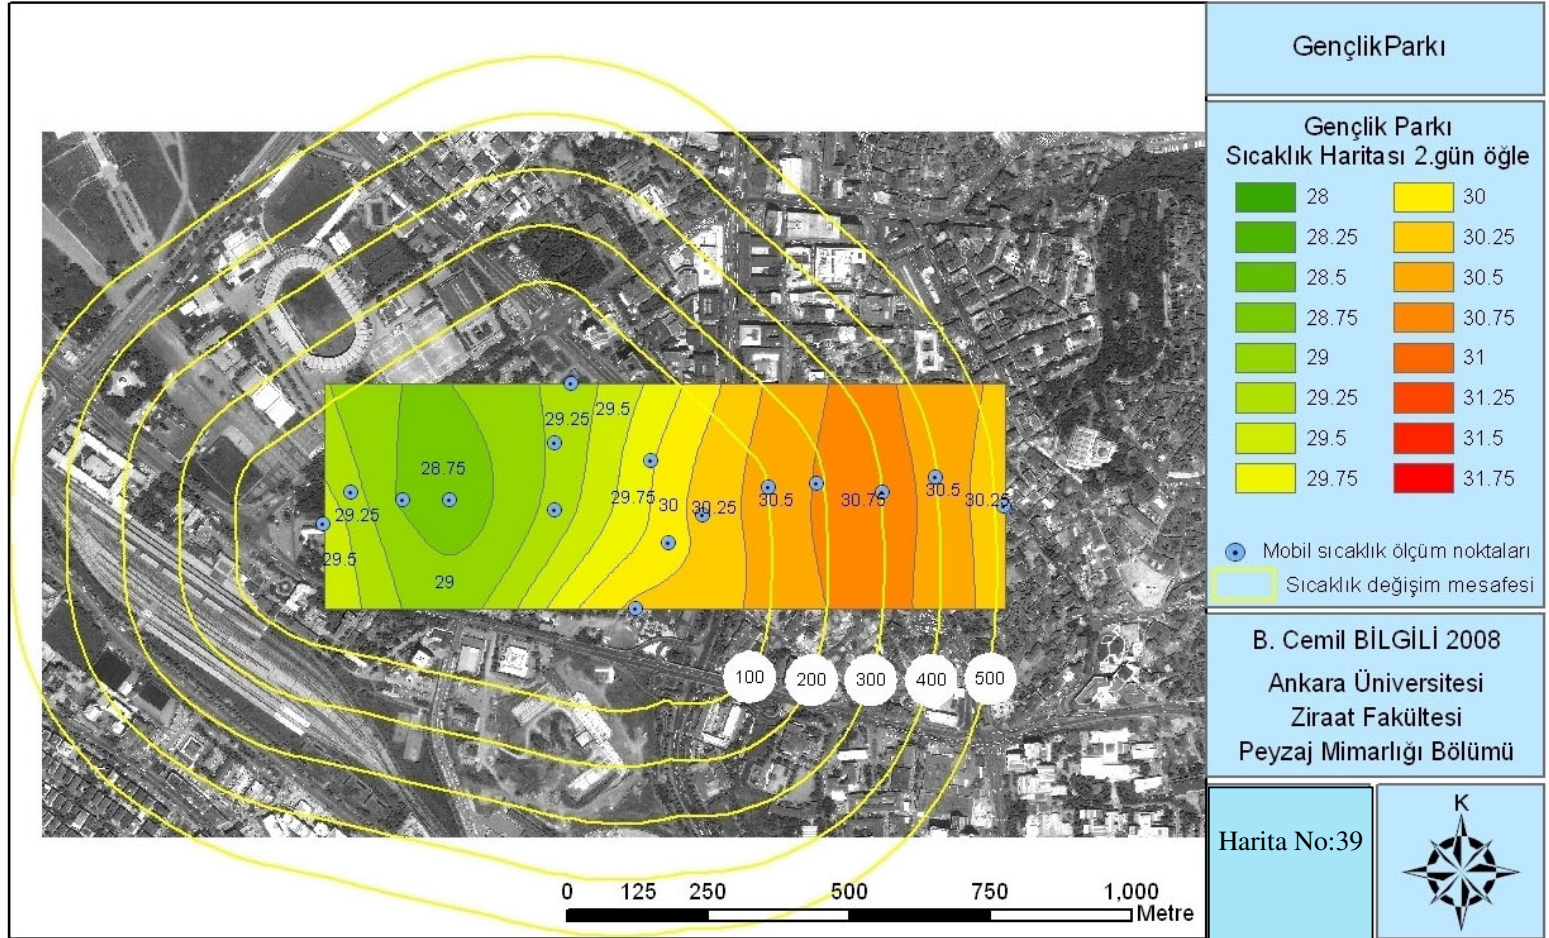 GençlikParkı
Gençlik Parkı
Sıcaklık Haritası 2.gün öğle
28 30
28.25 30.25
28.5 30.5
28.75 30.75
29 31
29.25 31.25
29.5 31.5
29.75 31.75
Mobil sıcaklık ölçüm noktaları
Sıcaklık değişim mesafesi
B. Cemil BİLGİLİ 2008
Ankara Üniversitesi
Ziraat Fakültesi
Peyzaj Mimarlığı Bölümü
Harita No:39
K
29.5
29.25
28.75
29.75 30 30.25 30.5 30.75 30.5 30.25
29.25
29.5
29
100 200 300 400 500
0 125 250 500 750 1,000
Metre